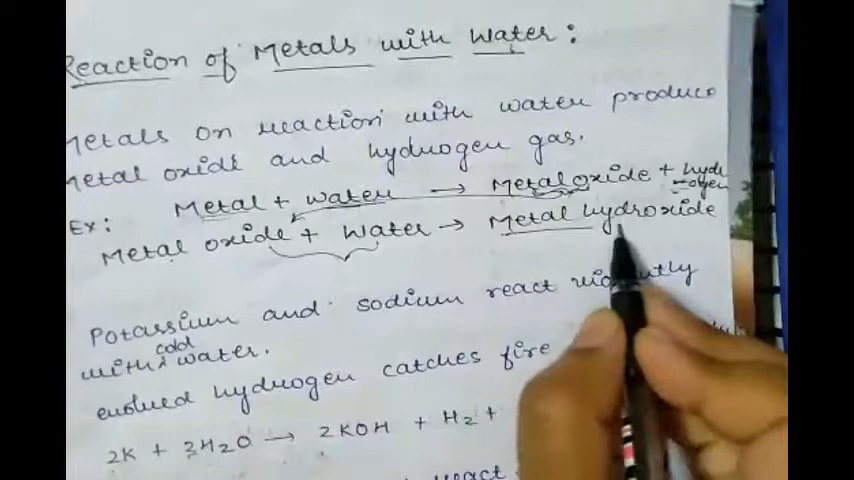 Reaction of Metals with Water :
Metals on reaction with water produce
Metal oxide and hydrogen gas.
Ex: Metal + water → Metal oxide + hydrogen
Metal oxide + Water → Metal hydroxide
Potassium and sodium react
with cold water.
evolved hydrogen catches fire
2K + 2H2O → 2KOH + H2 +
react